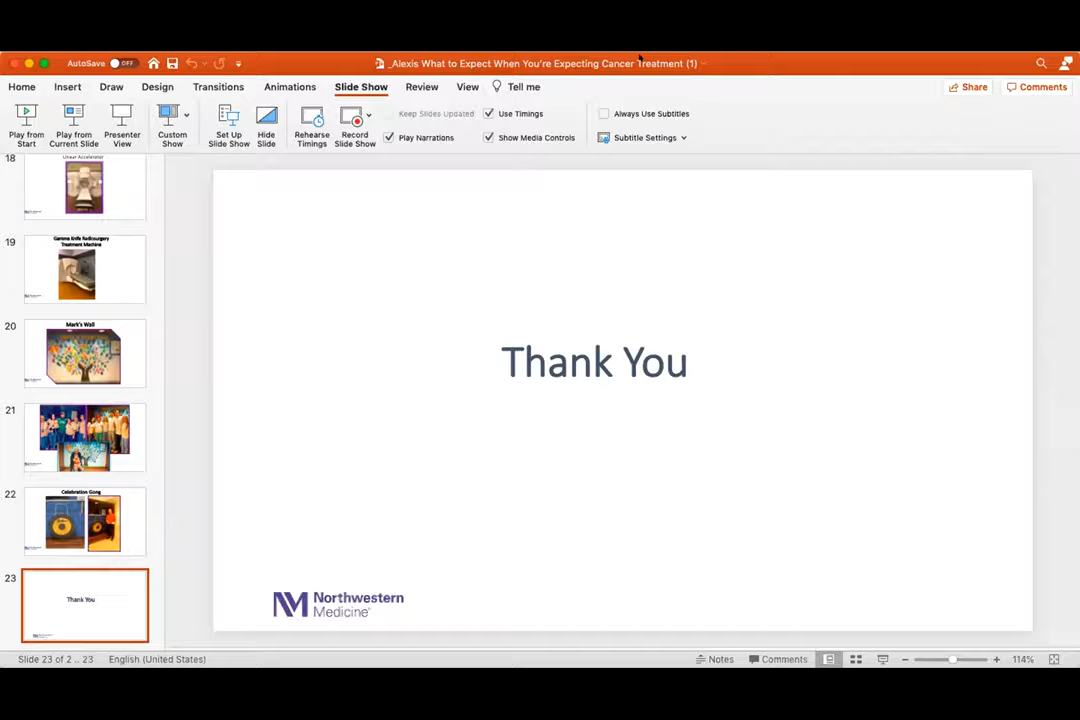 AutoSave OFF
_Alexis What to Expect When You're Expecting Cancer Treatment (1)
Home Insert Draw Design Transitions Animations Slide Show Review View Tell me
Share Comments
Play from Start
Play from Current Slide
Presenter View
Custom Show
Set Up Slide Show
Hide Slide
Rehearse Timings
Record Slide Show
Keep Slides Updated
Use Timings
Play Narrations
Show Media Controls
Always Use Subtitles
Subtitle Settings
18
Linear Accelerator
19
Gamma Knife Radiosurgery
Treatment Machine
20
Mark's Wall
21
22
Celebration Gong
23
Thank You
Thank You
Northwestern
Medicine®
Slide 23 of 2 .. 23 English (United States)
Notes Comments 114%